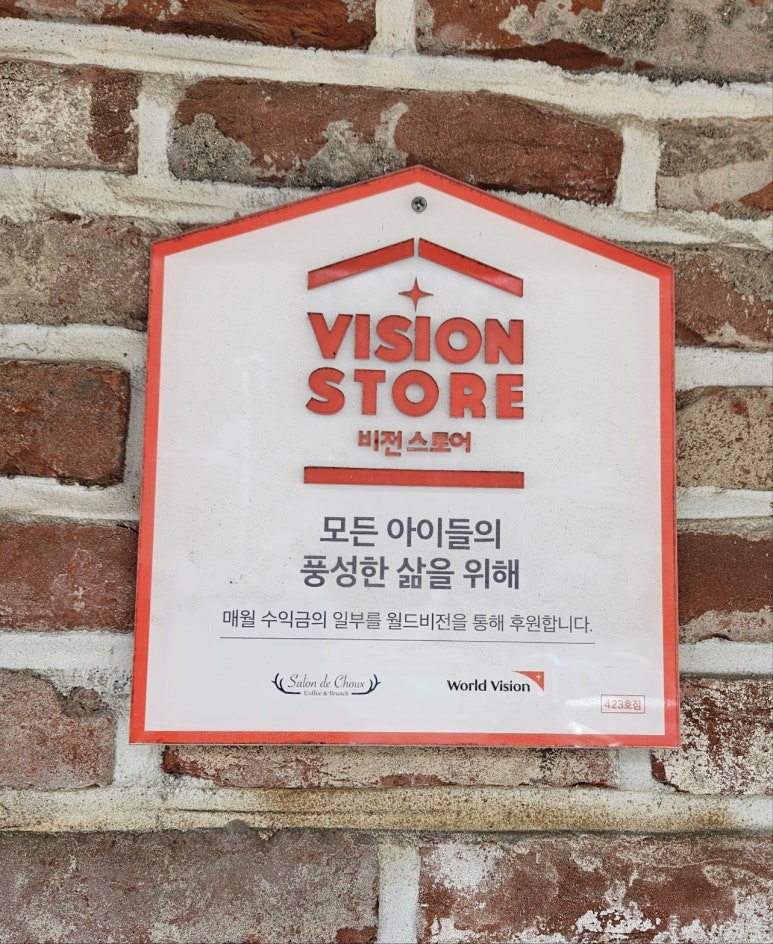 VISION
STORE
비전 스토어
모든 아이들의
풍성한 삶을 위해
매월 수익금의 일부를 월드비전을 통해 후원합니다.
Salon de Choux
Coffee & Brunch
World Vision
423호점